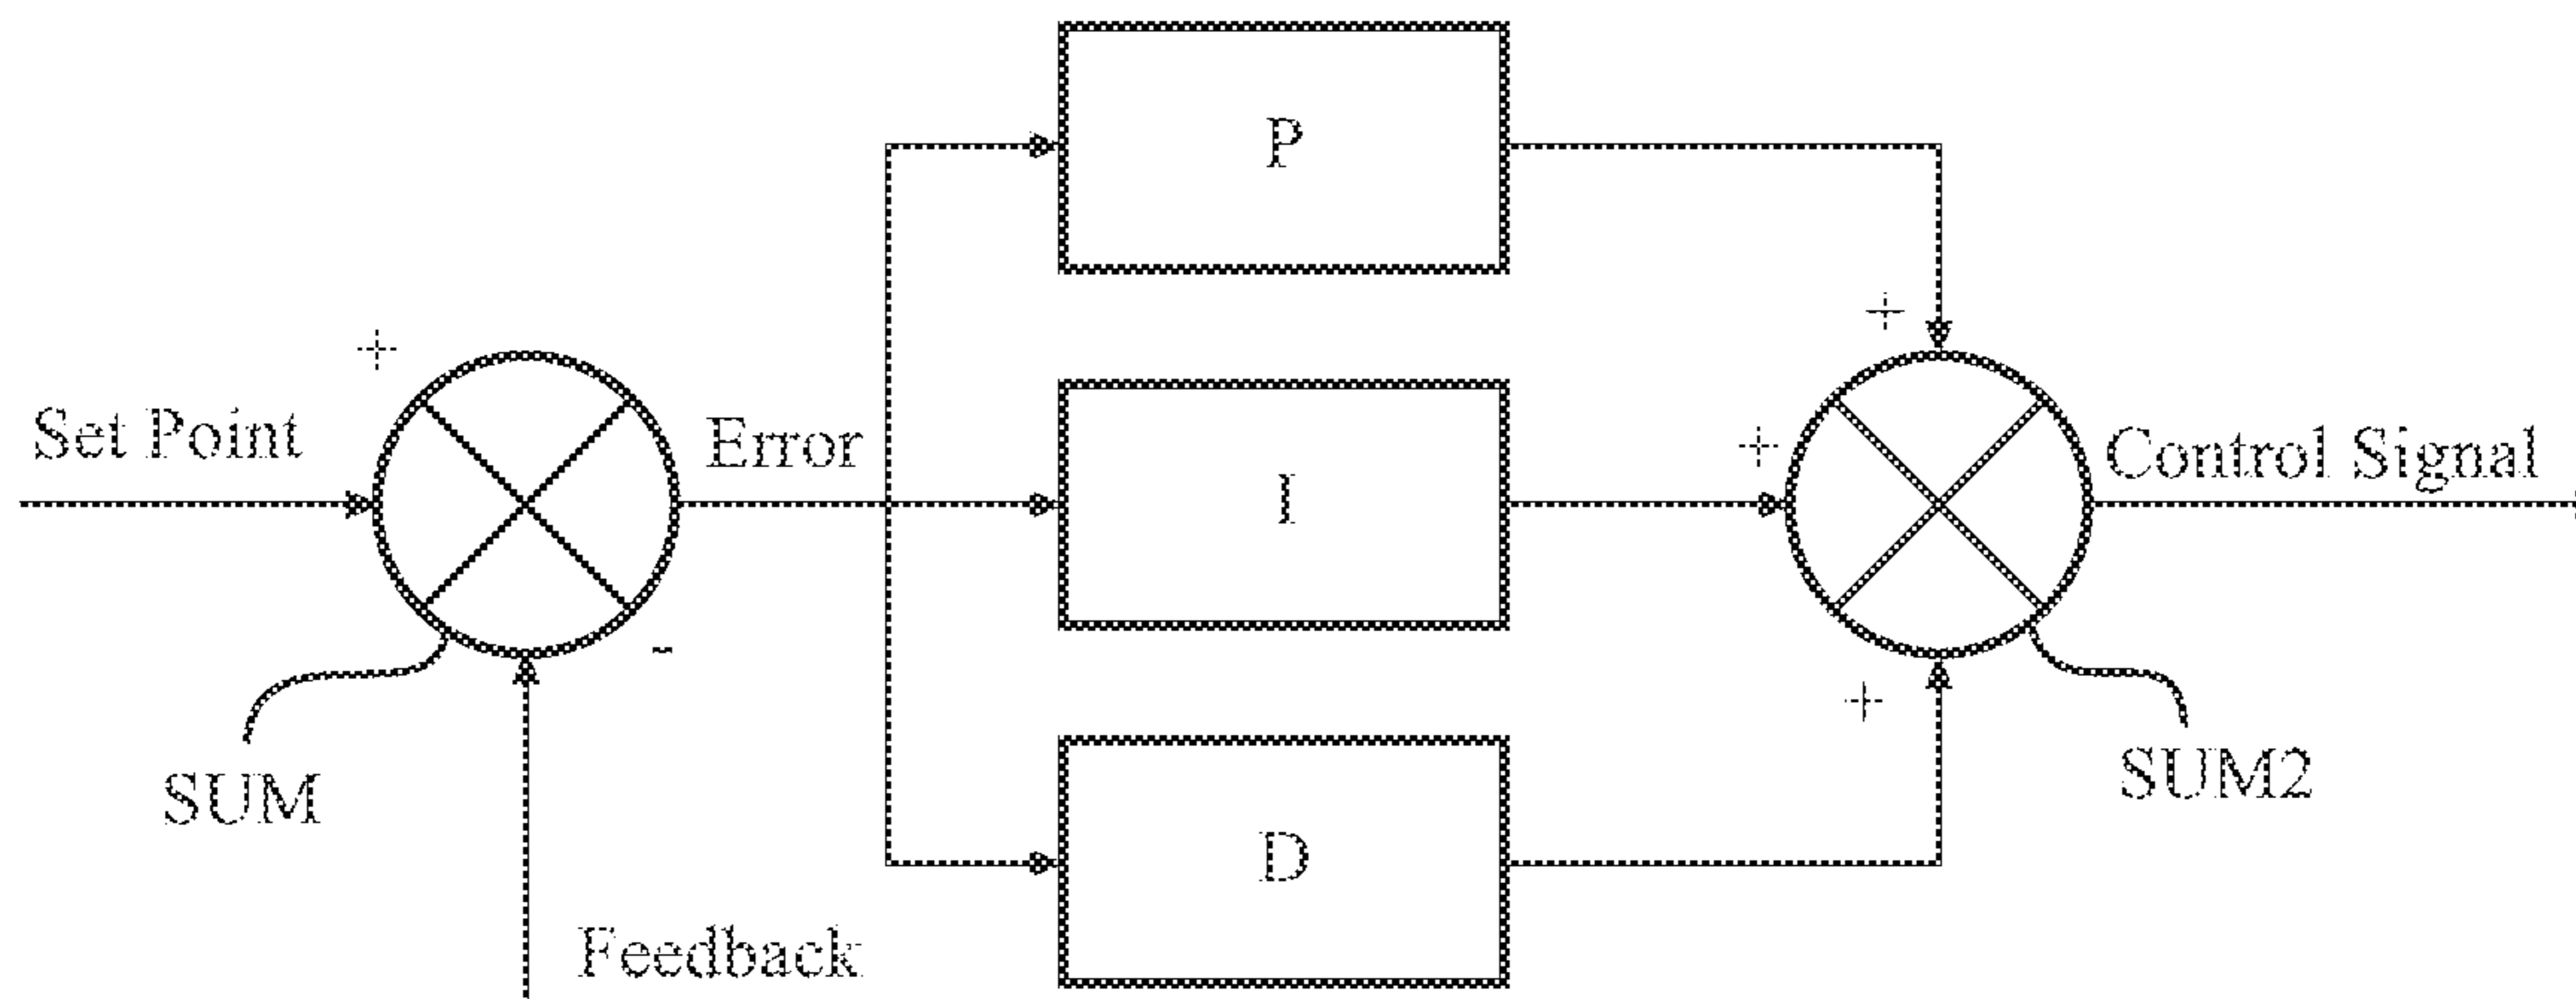 P
+
+
Set Point
Error
+
Control Signal
I
-
+
SUM
SUM2
D
Feedback